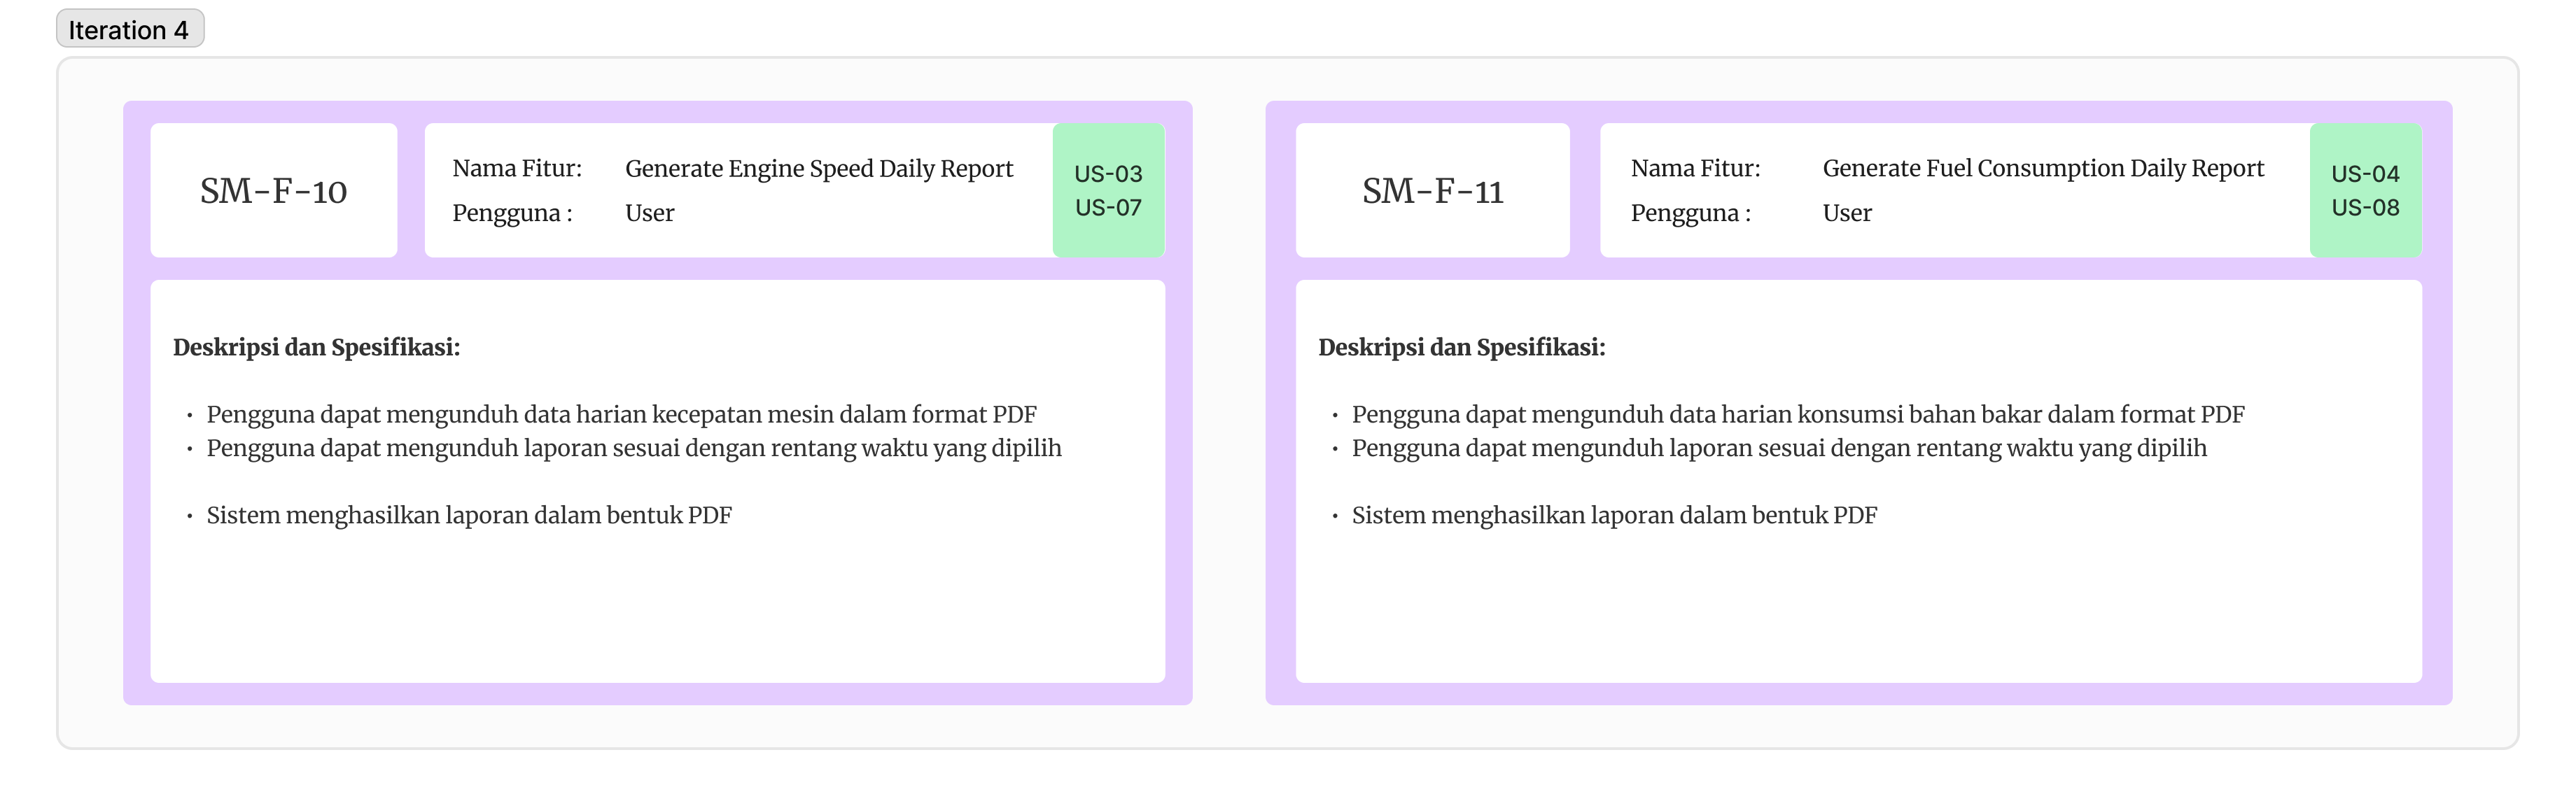 Iteration 4
SM-F-10
Nama Fitur: Generate Engine Speed Daily Report
Pengguna : User
US-03
US-07
Deskripsi dan Spesifikasi:
• Pengguna dapat mengunduh data harian kecepatan mesin dalam format PDF
• Pengguna dapat mengunduh laporan sesuai dengan rentang waktu yang dipilih
• Sistem menghasilkan laporan dalam bentuk PDF
SM-F-11
Nama Fitur: Generate Fuel Consumption Daily Report
Pengguna : User
US-04
US-08
Deskripsi dan Spesifikasi:
• Pengguna dapat mengunduh data harian konsumsi bahan bakar dalam format PDF
• Pengguna dapat mengunduh laporan sesuai dengan rentang waktu yang dipilih
• Sistem menghasilkan laporan dalam bentuk PDF